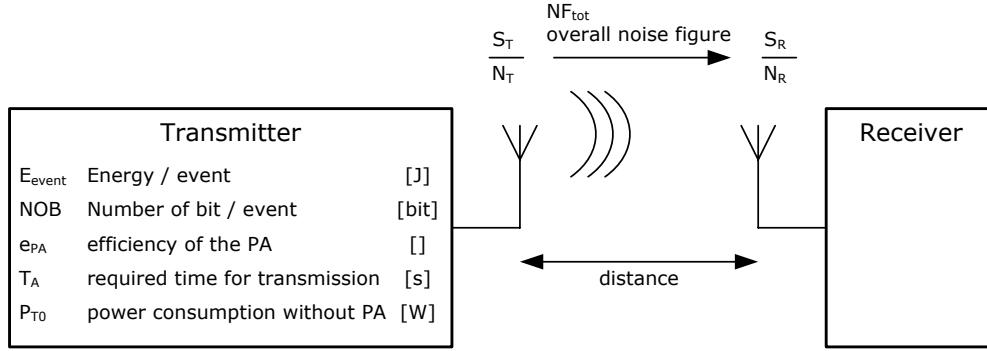 NF_tot
overall noise figure
S_T
N_T
S_R
N_R
Transmitter
E_event Energy / event [J]
NOB Number of bit / event [bit]
e_PA efficiency of the PA []
T_A required time for transmission [s]
P_T0 power consumption without PA [W]
Receiver
distance